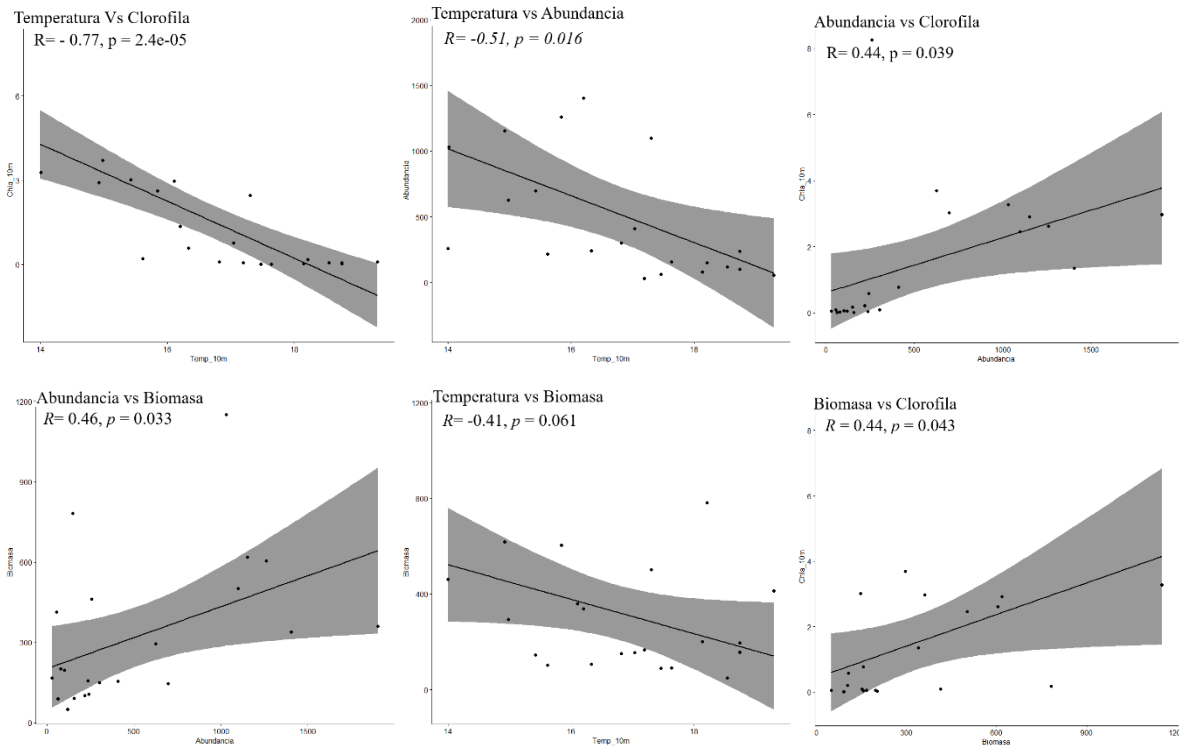 Temperatura Vs Clorofila
R= - 0.77, p = 2.4e-05
6
3
0
Chla_10m
14
16
18
Temp_10m
Temperatura vs Abundancia
R= -0.51, p = 0.016
2000
1500
1000
500
0
Abundancia
14
16
18
Temp_10m
Abundancia vs Clorofila
R= 0.44, p = 0.039
8
6
4
2
0
Chla_10m
0
500
1000
1500
Abundancia
Abundancia vs Biomasa
R= 0.46, p = 0.033
1200
900
600
300
0
Biomasa
0
500
1000
1500
Abundancia
Temperatura vs Biomasa
R= -0.41, p = 0.061
1200
800
400
0
Biomasa
14
16
18
Temp_10m
Biomasa vs Clorofila
R = 0.44, p = 0.043
8
6
4
2
0
Chla_10m
0
300
600
900
120
Biomasa